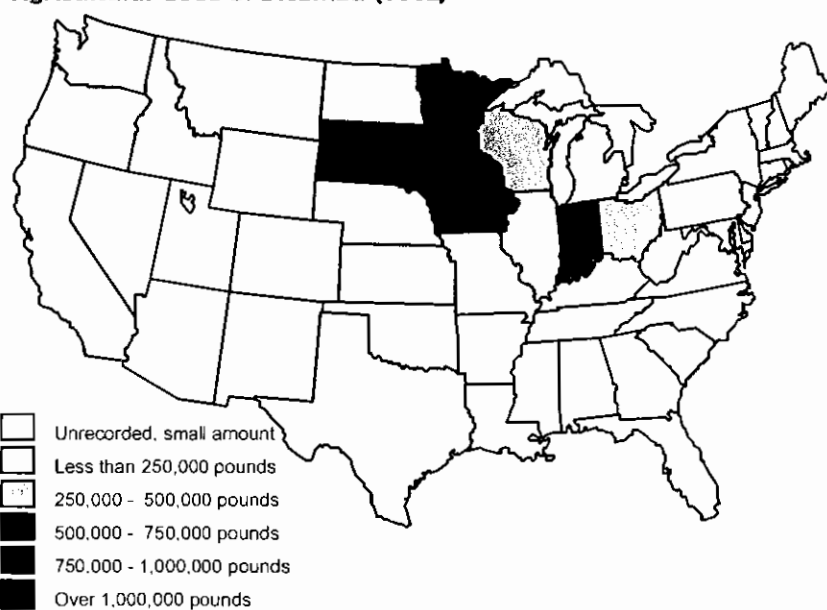 Unrecorded, small amount
Less than 250,000 pounds
250,000 - 500,000 pounds
500,000 - 750,000 pounds
750,000 - 1,000,000 pounds
Over 1,000,000 pounds